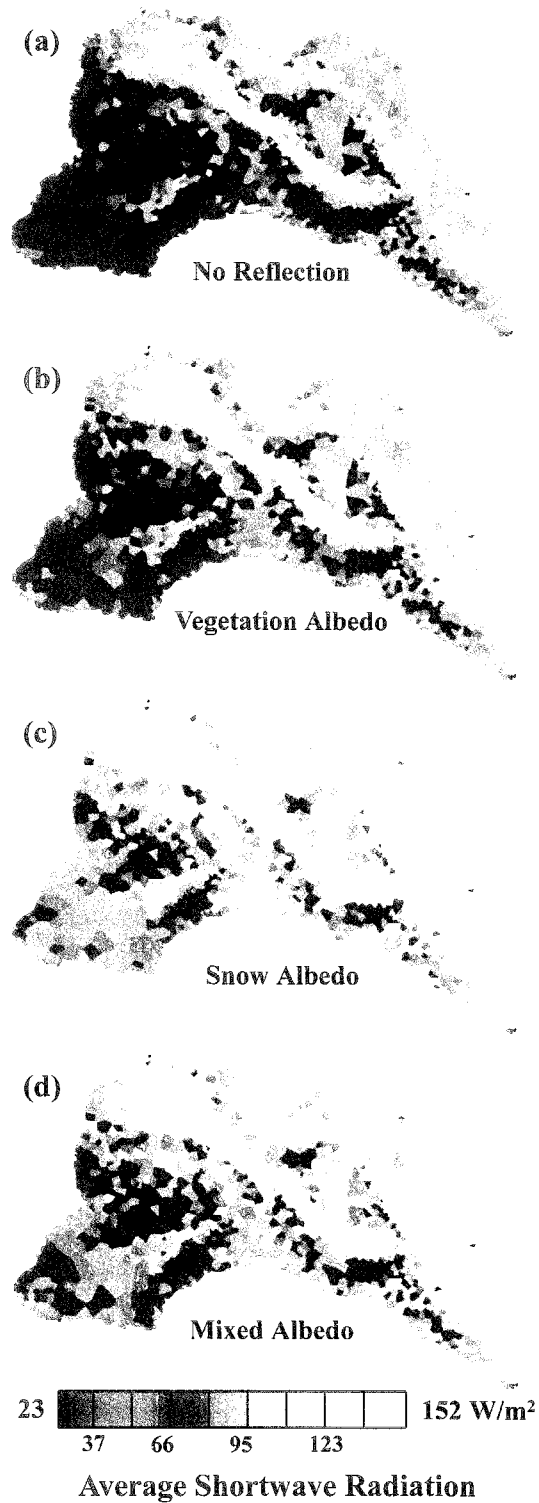 (a)
No Reflection
(b)
Vegetation Albedo
(c)
Snow Albedo
(d)
Mixed Albedo
23 152 W/m²
37 66 95 123
Average Shortwave Radiation